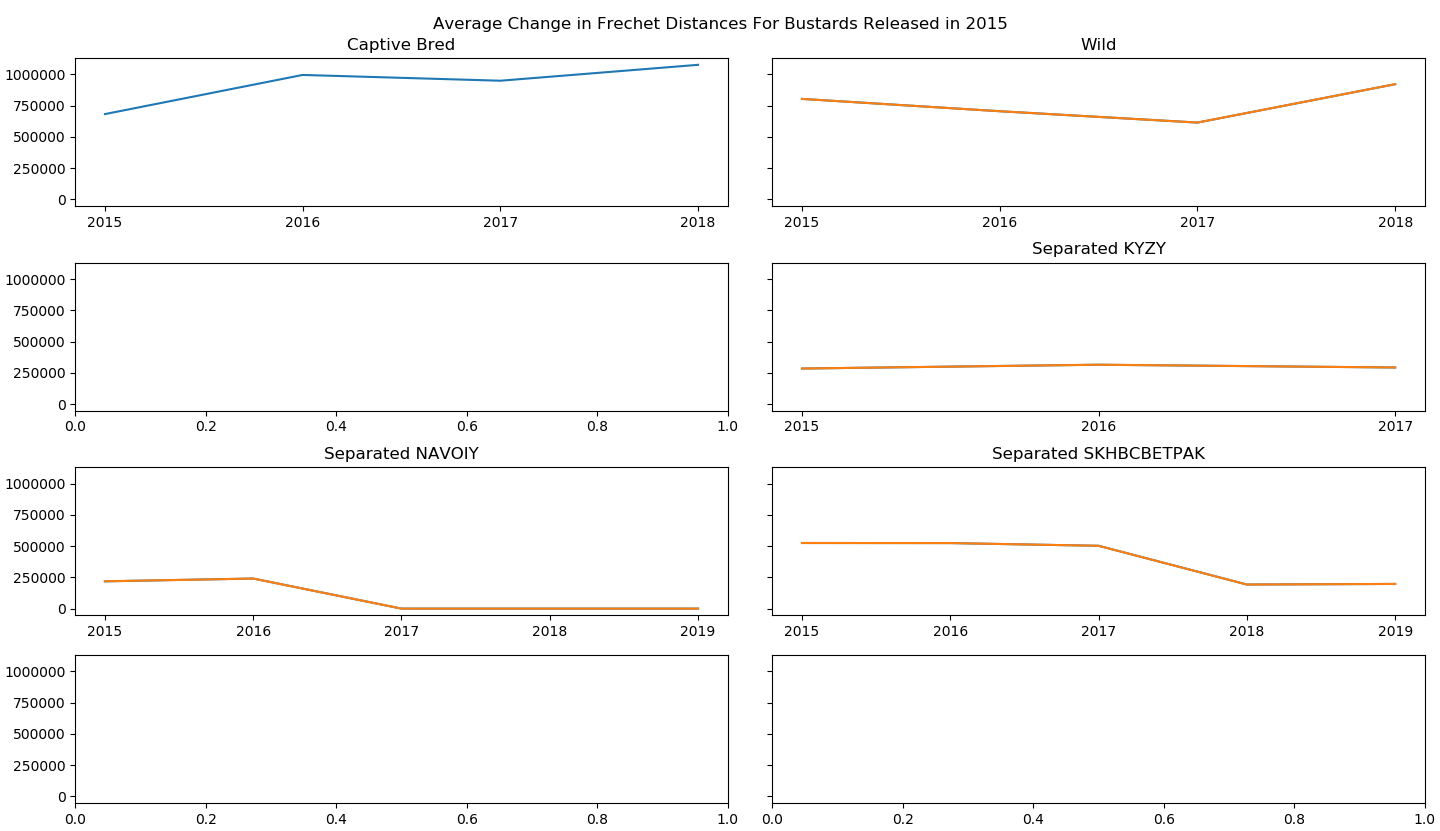 Average Change in Frechet Distances For Bustards Released in 2015
Captive Bred
1000000
750000
500000
250000
0
2015 2016 2017 2018
Wild
2015 2016 2017 2018
1000000
750000
500000
250000
0
0.0 0.2 0.4 0.6 0.8 1.0
Separated KYZY
2015 2016 2017
Separated NAVOIY
1000000
750000
500000
250000
0
2015 2016 2017 2018 2019
Separated SKHBCBETPAK
2015 2016 2017 2018 2019
1000000
750000
500000
250000
0
0.0 0.2 0.4 0.6 0.8 1.0
0.0 0.2 0.4 0.6 0.8 1.0